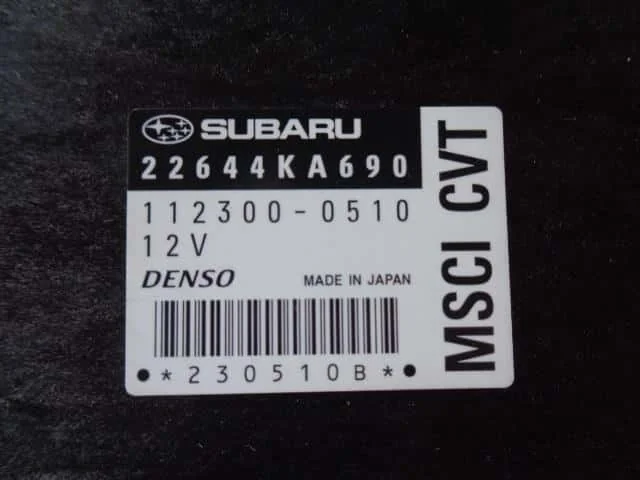 SUBARU
22644KA690
112300-0510
12V
DENSO MADE IN JAPAN
*230510B*
MSCI CVT